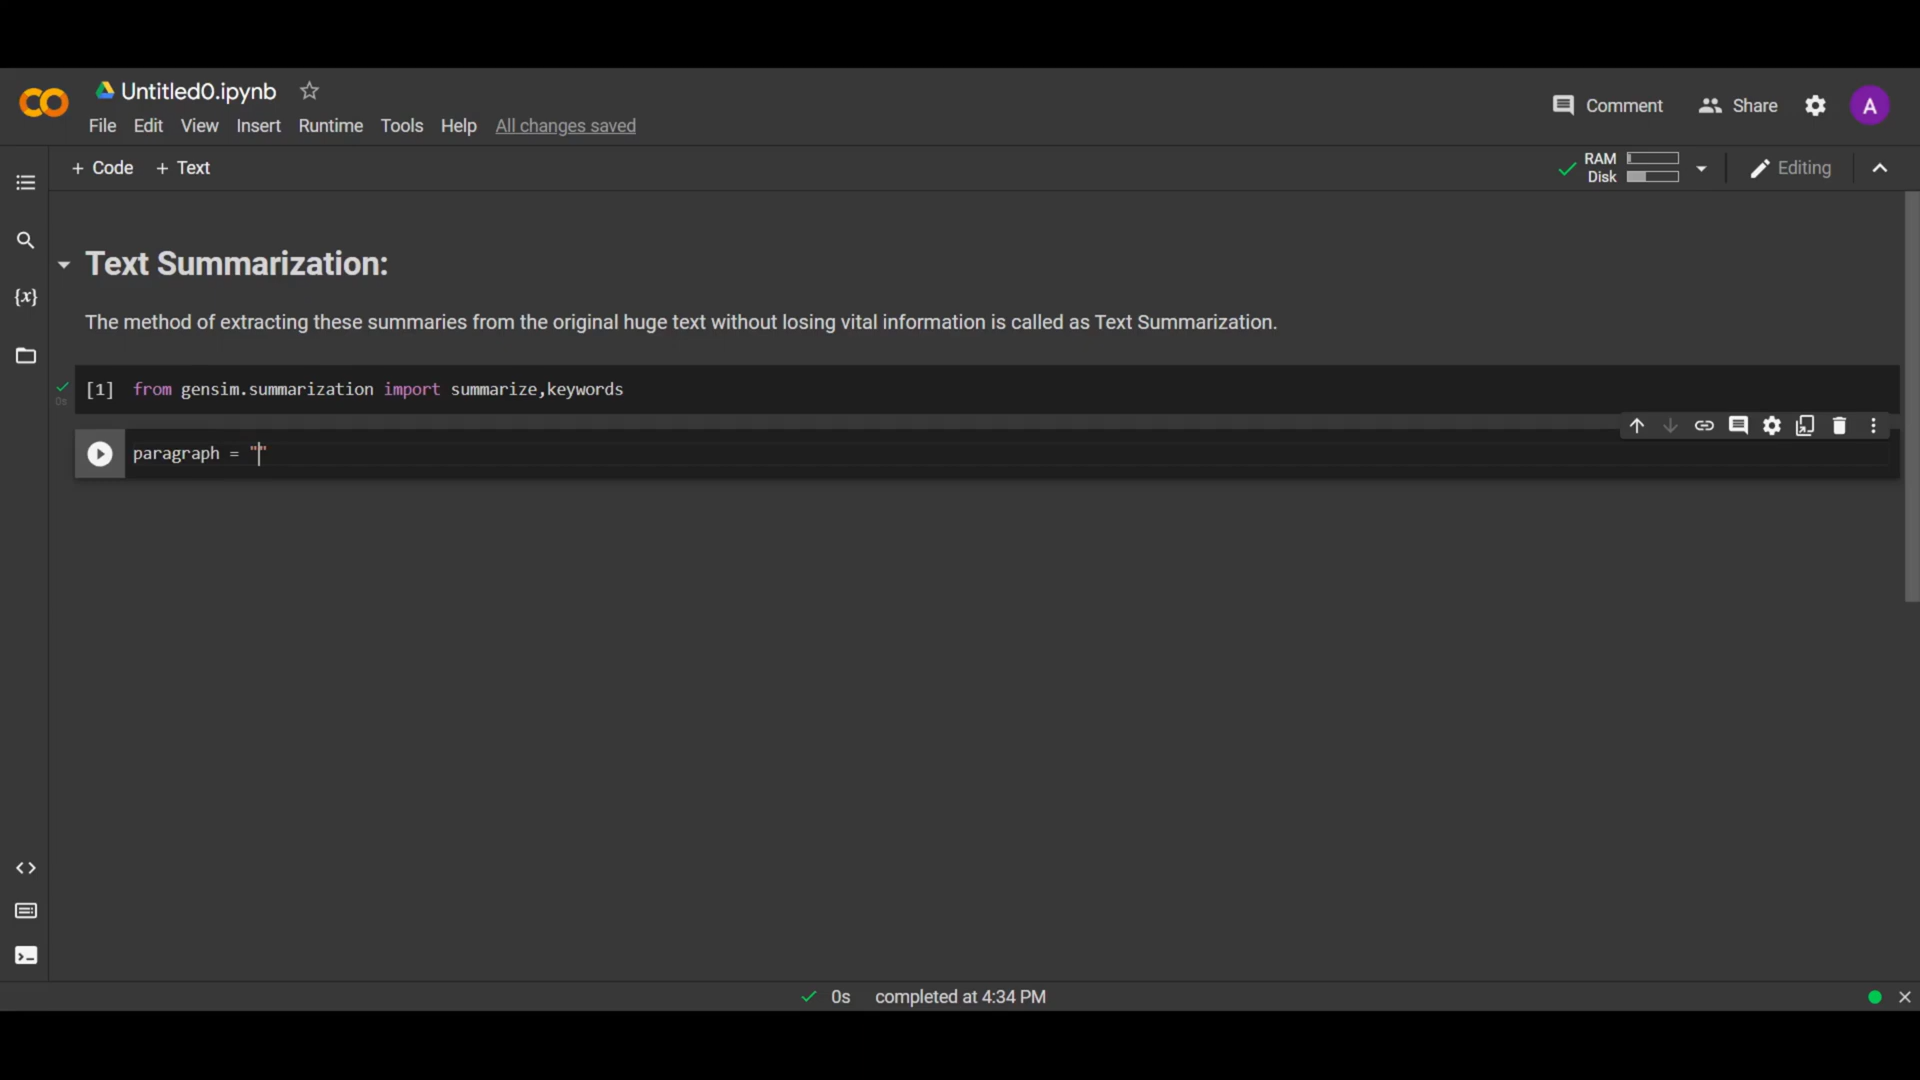 Untitled0.ipynb
Comment
Share
A
File Edit View Insert Runtime Tools Help All changes saved
+ Code + Text
RAM
Disk
Editing
{x}
Text Summarization:
The method of extracting these summaries from the original huge text without losing vital information is called as Text Summarization.
[1] from gensim.summarization import summarize,keywords
0s
paragraph = ""
0s completed at 4:34 PM